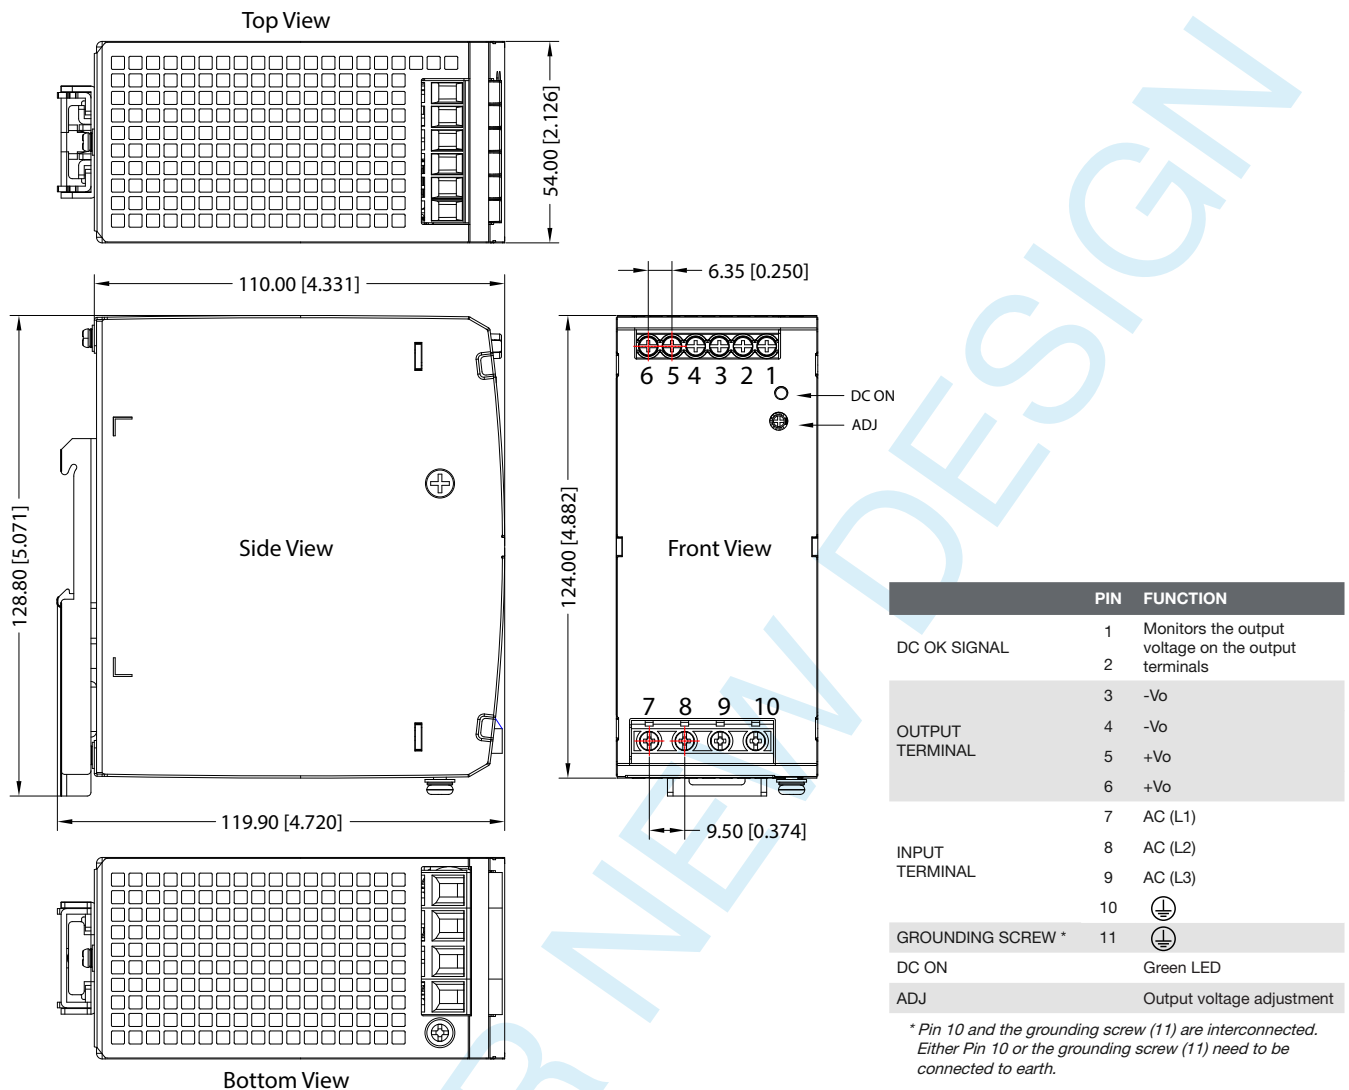 Top View
54.00 [2.126]
110.00 [4.331]
128.80 [5.071]
Side View
119.90 [4.720]
6.35 [0.250]
6 5 4 3 2 1
DC ON
ADJ
124.00 [4.882]
Front View
7 8 9 10
9.50 [0.374]
Bottom View
PIN FUNCTION
DC OK SIGNAL
1
2
Monitors the output
voltage on the output
terminals
OUTPUT
TERMINAL
3 -Vo
4 -Vo
5 +Vo
6 +Vo
INPUT
TERMINAL
7 AC (L1)
8 AC (L2)
9 AC (L3)
10
GROUNDING SCREW * 11
DC ON Green LED
ADJ Output voltage adjustment
* Pin 10 and the grounding screw (11) are interconnected.
Either Pin 10 or the grounding screw (11) need to be
connected to earth.
R NEW DESIGN